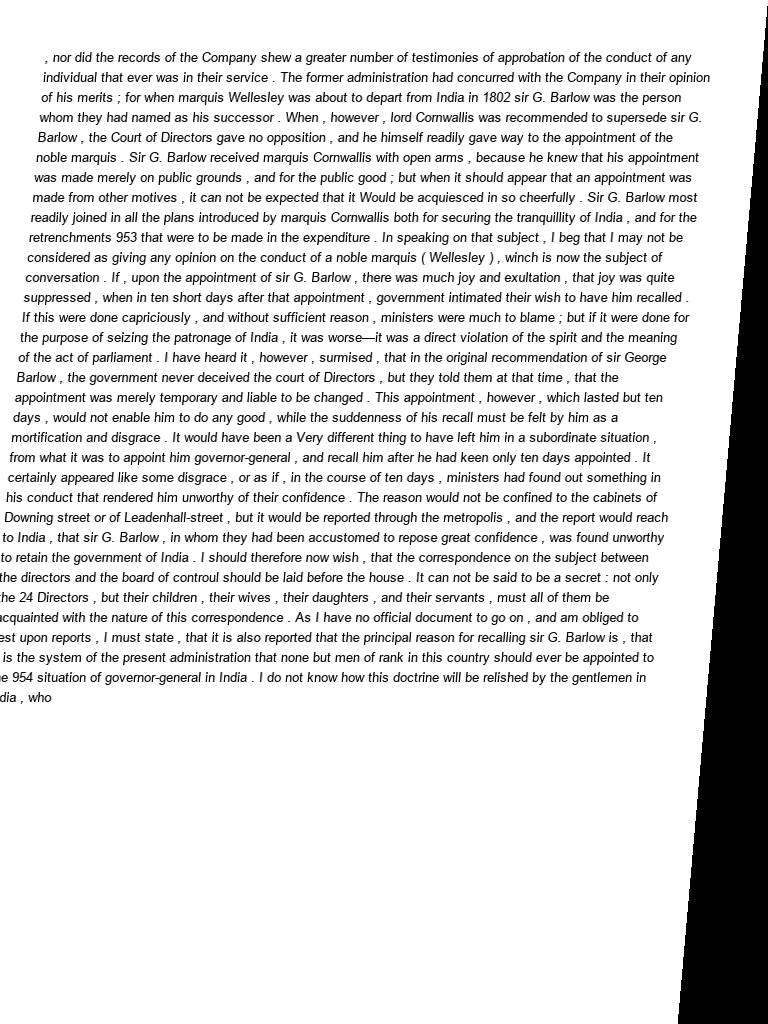 , nor did the records of the Company shew a greater number of testimonies of approbation of the conduct of any
individual that ever was in their service . The former administration had concurred with the Company in their opinion
of his merits ; for when marquis Wellesley was about to depart from India in 1802 sir G. Barlow was the person
whom they had named as his successor . When , however , lord Cornwallis was recommended to supersede sir G.
Barlow , the Court of Directors gave no opposition , and he himself readily gave way to the appointment of the
noble marquis . Sir G. Barlow received marquis Cornwallis with open arms , because he knew that his appointment
was made merely on public grounds , and for the public good ; but when it should appear that an appointment was
made from other motives , it can not be expected that it Would be acquiesced in so cheerfully . Sir G. Barlow most
readily joined in all the plans introduced by marquis Cornwallis both for securing the tranquillity of India , and for the
retrenchments 953 that were to be made in the expenditure . In speaking on that subject , I beg that I may not be
considered as giving any opinion on the conduct of a noble marquis ( Wellesley ) , winch is now the subject of
conversation . If , upon the appointment of sir G. Barlow , there was much joy and exultation , that joy was quite
suppressed , when in ten short days after that appointment , government intimated their wish to have him recalled .
If this were done capriciously , and without sufficient reason , ministers were much to blame ; but if it were done for
the purpose of seizing the patronage of India , it was worse—it was a direct violation of the spirit and the meaning
of the act of parliament . I have heard it , however , surmised , that in the original recommendation of sir George
Barlow , the government never deceived the court of Directors , but they told them at that time , that the
appointment was merely temporary and liable to be changed . This appointment , however , which lasted but ten
days , would not enable him to do any good , while the suddenness of his recall must be felt by him as a
mortification and disgrace . It would have been a Very different thing to have left him in a subordinate situation ,
from what it was to appoint him governor-general , and recall him after he had keen only ten days appointed . It
certainly appeared like some disgrace , or as if , in the course of ten days , ministers had found out something in
his conduct that rendered him unworthy of their confidence . The reason would not be confined to the cabinets of
Downing street or of Leadenhall-street , but it would be reported through the metropolis , and the report would reach
to India , that sir G. Barlow , in whom they had been accustomed to repose great confidence , was found unworthy
to retain the government of India . I should therefore now wish , that the correspondence on the subject between
the directors and the board of controul should be laid before the house . It can not be said to be a secret : not only
the 24 Directors , but their children , their wives , their daughters , and their servants , must all of them be
acquainted with the nature of this correspondence . As I have no official document to go on , and am obliged to
est upon reports , I must state , that it is also reported that the principal reason for recalling sir G. Barlow is , that
is the system of the present administration that none but men of rank in this country should ever be appointed to
e 954 situation of governor-general in India . I do not know how this doctrine will be relished by the gentlemen in
dia , who